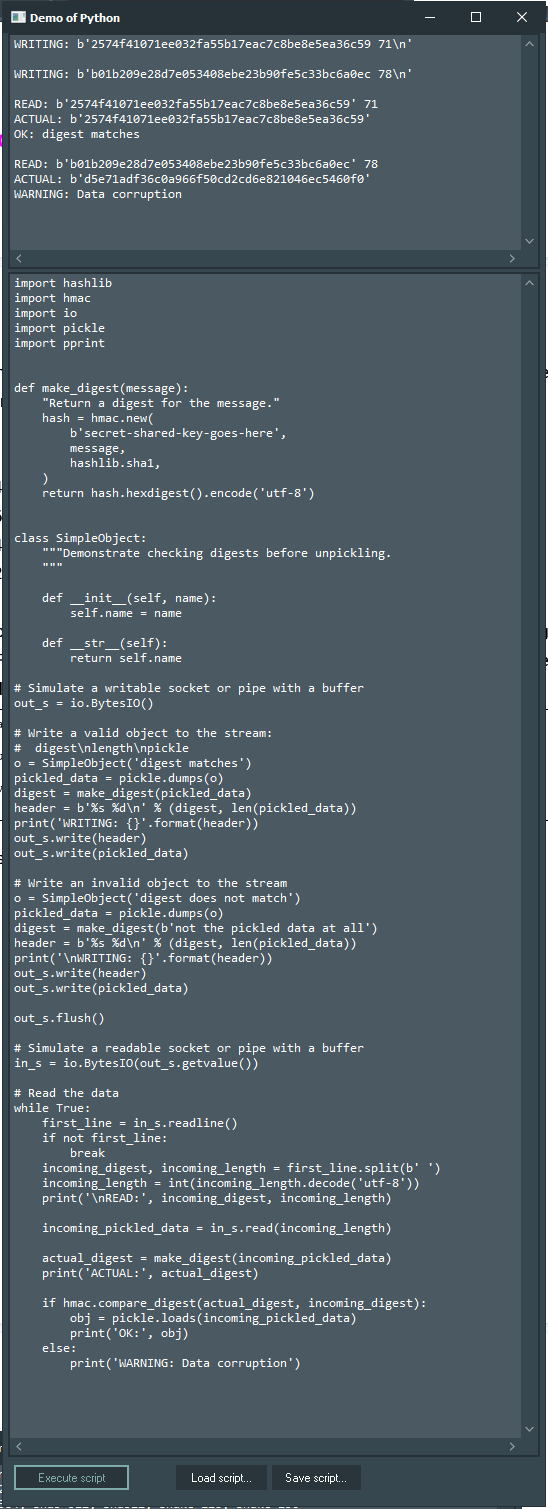 Demo of Python
WRITING: b'2574f41071ee032fa55b17eac7c8be8e5ea36c59 71\n'
WRITING: b'b01b209e28d7e053408ebe23b90fe5c33bc6a0ec 78\n'
READ: b'2574f41071ee032fa55b17eac7c8be8e5ea36c59' 71
ACTUAL: b'2574f41071ee032fa55b17eac7c8be8e5ea36c59'
OK: digest matches
READ: b'b01b209e28d7e053408ebe23b90fe5c33bc6a0ec' 78
ACTUAL: b'd5e71adf36c0a966f50cd2cd6e821046ec5460f0'
WARNING: Data corruption
import hashlib
import hmac
import io
import pickle
import pprint
def make_digest(message):
    "Return a digest for the message."
    hash = hmac.new(
        b'secret-shared-key-goes-here',
        message,
        hashlib.sha1,
    )
    return hash.hexdigest().encode('utf-8')
class SimpleObject:
    """Demonstrate checking digests before unpickling.
    """
    def __init__(self, name):
        self.name = name
    def __str__(self):
        return self.name
# Simulate a writable socket or pipe with a buffer
out_s = io.BytesIO()
# Write a valid object to the stream:
#  digest\nlength\npickle
o = SimpleObject('digest matches')
pickled_data = pickle.dumps(o)
digest = make_digest(pickled_data)
header = b'%s %d\n' % (digest, len(pickled_data))
print('WRITING: {}'.format(header))
out_s.write(header)
out_s.write(pickled_data)
# Write an invalid object to the stream
o = SimpleObject('digest does not match')
pickled_data = pickle.dumps(o)
digest = make_digest(b'not the pickled data at all')
header = b'%s %d\n' % (digest, len(pickled_data))
print('\nWRITING: {}'.format(header))
out_s.write(header)
out_s.write(pickled_data)
out_s.flush()
# Simulate a readable socket or pipe with a buffer
in_s = io.BytesIO(out_s.getvalue())
# Read the data
while True:
    first_line = in_s.readline()
    if not first_line:
        break
    incoming_digest, incoming_length = first_line.split(b' ')
    incoming_length = int(incoming_length.decode('utf-8'))
    print('\nREAD:', incoming_digest, incoming_length)
    incoming_pickled_data = in_s.read(incoming_length)
    actual_digest = make_digest(incoming_pickled_data)
    print('ACTUAL:', actual_digest)
    if hmac.compare_digest(actual_digest, incoming_digest):
        obj = pickle.loads(incoming_pickled_data)
        print('OK:', obj)
    else:
        print('WARNING: Data corruption')
Execute script
Load script...
Save script...